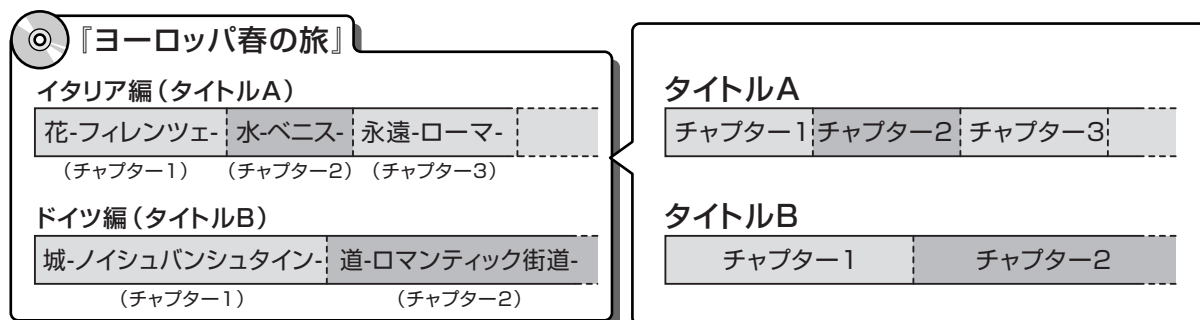 『ヨーロッパ春の旅』
イタリア編(タイトルA)
花-フィレンツェ- 水-ベニス- 永遠-ローマ-
(チャプター1) (チャプター2) (チャプター3)
ドイツ編(タイトルB)
城-ノイシュバンシュタイン- 道-ロマンティック街道-
(チャプター1) (チャプター2)
タイトルA
チャプター1 チャプター2 チャプター3
タイトルB
チャプター1 チャプター2